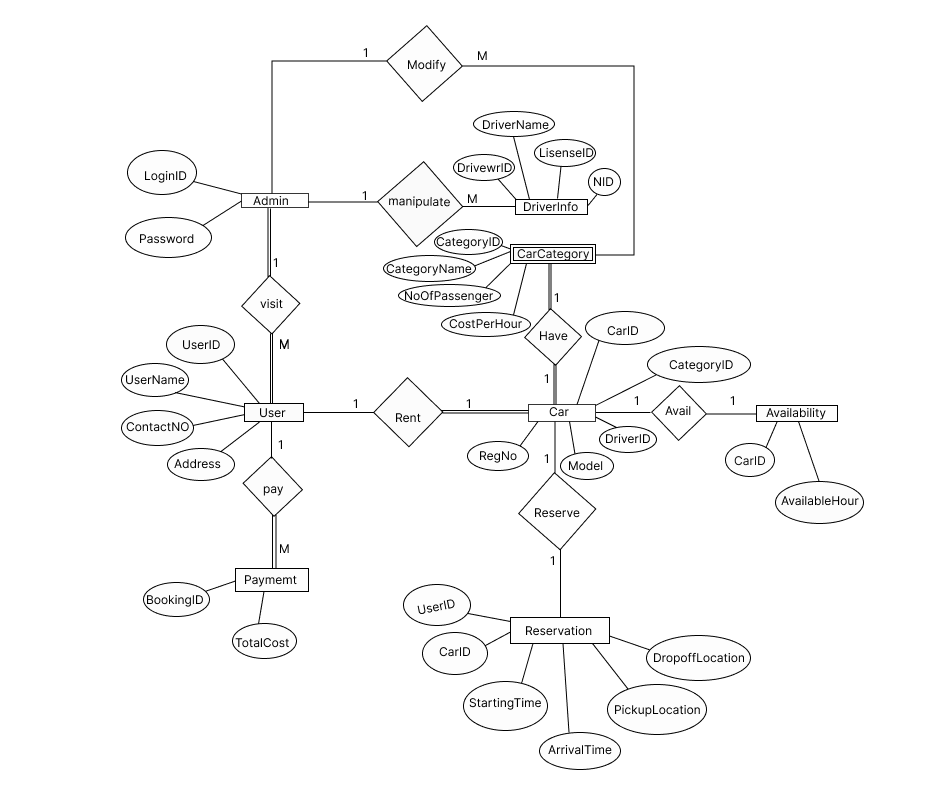 1
Modify
M
DriverName
LisenseID
DrivewrID
NID
LoginID
Admin
1
manipulate
M
DriverInfo
Password
CategoryID
CarCategory
CategoryName
NoOfPassenger
CostPerHour
1
Have
1
1
visit
M
CarID
CategoryID
UserID
UserName
ContactNO
Address
User
1
Rent
1
Car
1
Avail
1
Availability
RegNo
Model
DriverID
CarID
AvailableHour
1
pay
M
1
Reserve
1
Paymemt
BookingID
TotalCost
UserID
CarID
Reservation
DropoffLocation
StartingTime
PickupLocation
ArrivalTime